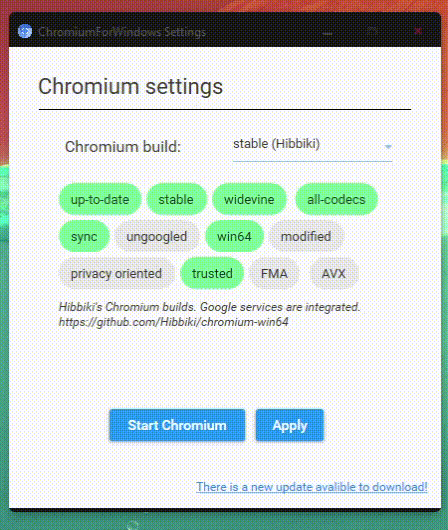 ChromiumForWindows Settings
Chromium settings
Chromium build: stable (Hibbiki)
up-to-date stable widevine all-codecs
sync ungoogled win64 modified
privacy oriented trusted FMA AVX
Hibbiki's Chromium builds. Google services are integrated.
https://github.com/Hibbiki/chromium-win64
Start Chromium Apply
There is a new update avalible to download!